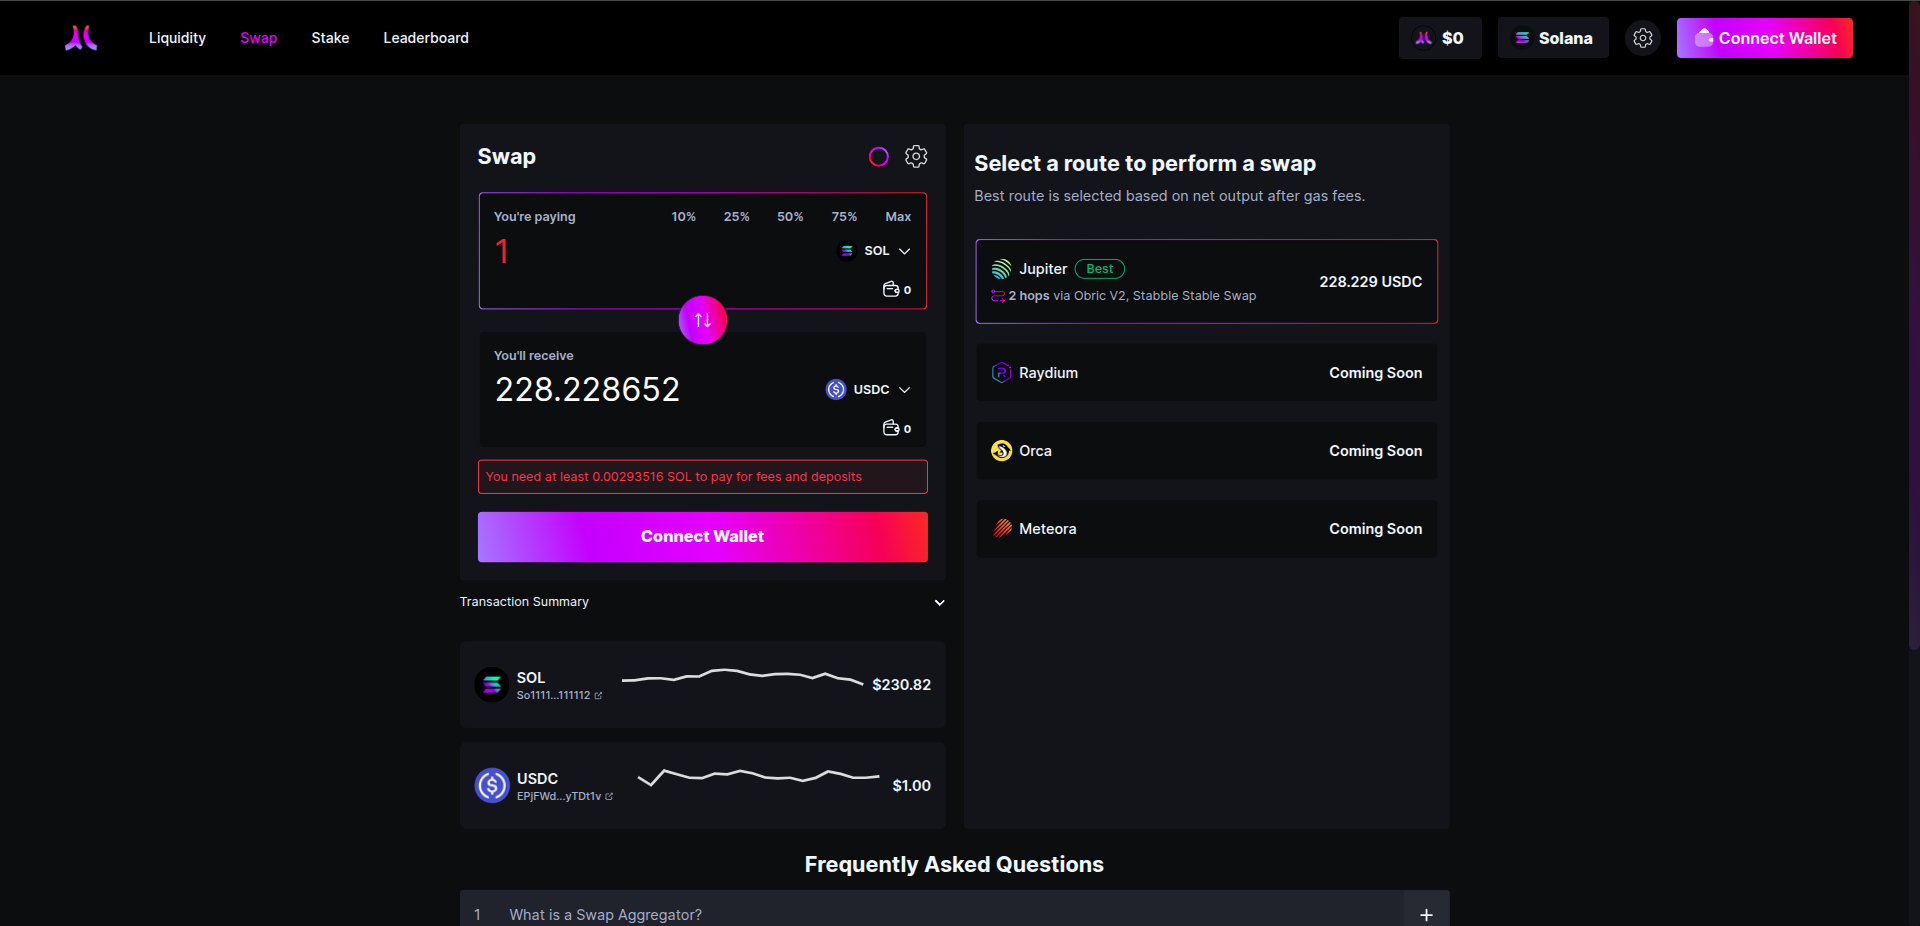 Liquidity
Swap
Stake
Leaderboard
$0
Solana
Connect Wallet
Swap
You're paying
10%
25%
50%
75%
Max
1
SOL
0
You'll receive
228.228652
USDC
0
You need at least 0.00293516 SOL to pay for fees and deposits
Connect Wallet
Transaction Summary
SOL
So1111...111112
$230.82
USDC
EPjFWd...yTDt1v
$1.00
Select a route to perform a swap
Best route is selected based on net output after gas fees.
Jupiter
Best
2 hops via Obric V2, Stabble Stable Swap
228.229 USDC
Raydium
Coming Soon
Orca
Coming Soon
Meteora
Coming Soon
Frequently Asked Questions
1 What is a Swap Aggregator?